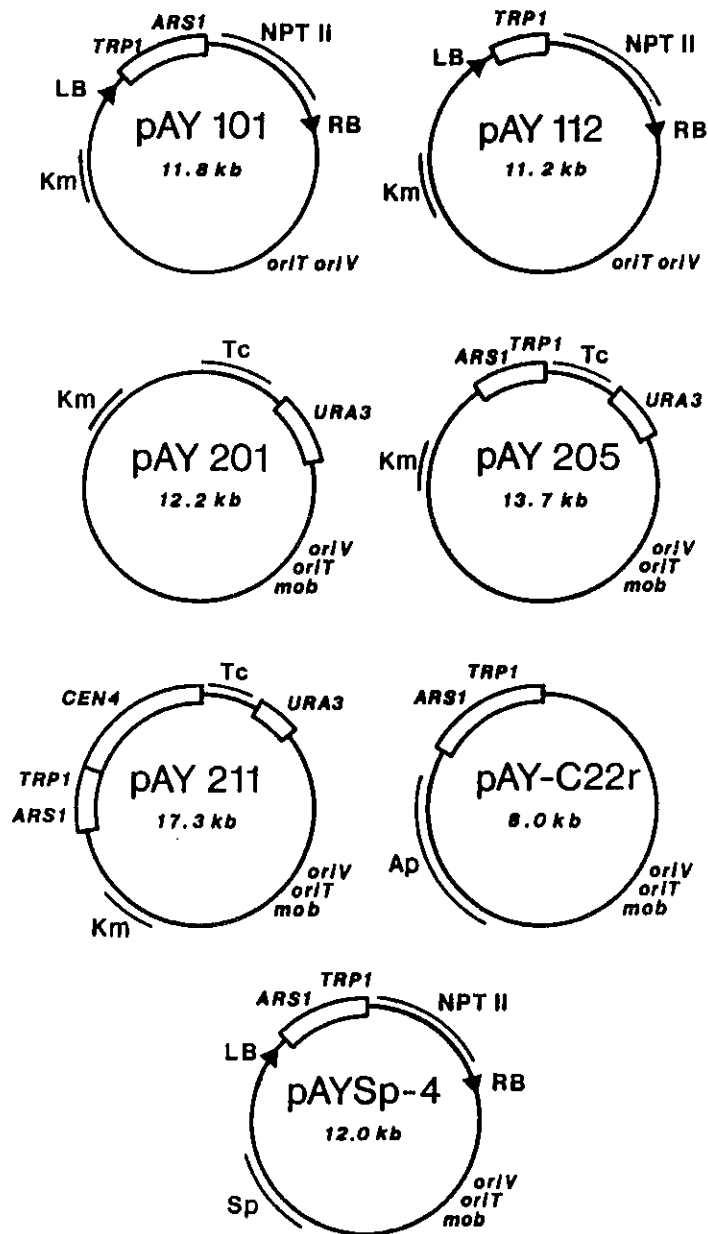 ARS1
TRP1
NPT II
LB
RB
pAY 101
11.8 kb
Km
oriT oriV
TRP1
NPT II
LB
RB
pAY 112
11.2 kb
Km
oriT oriV
Tc
Km
URA3
pAY 201
12.2 kb
oriV
oriT
mob
ARS1 TRP1
Tc
URA3
Km
pAY 205
13.7 kb
oriV
oriT
mob
CEN4
Tc
URA3
TRP1
ARS1
pAY 211
17.3 kb
Km
oriV
oriT
mob
TRP1
ARS1
pAY-C22r
8.0 kb
Ap
oriV
oriT
mob
TRP1
ARS1
NPT II
LB
RB
pAYSp-4
12.0 kb
Sp
oriV
oriT
mob